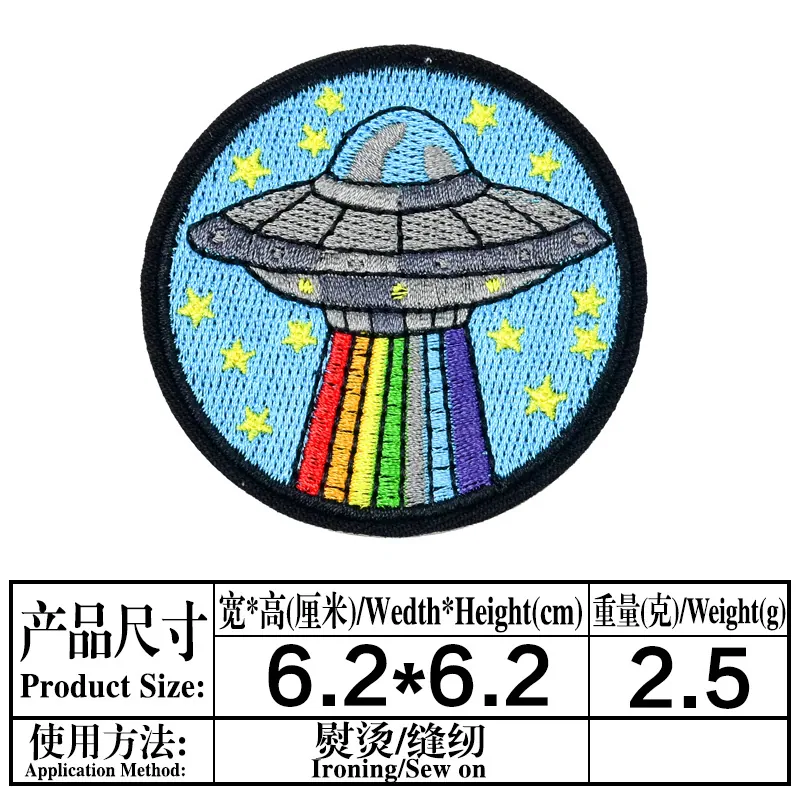 产品尺寸
Product Size:
宽*高(厘米)/Wedth*Height(cm)
重量(克)/Weight(g)
6.2*6.2
2.5
使用方法:
Application Method:
熨烫/缝纫
Ironing/Sew on